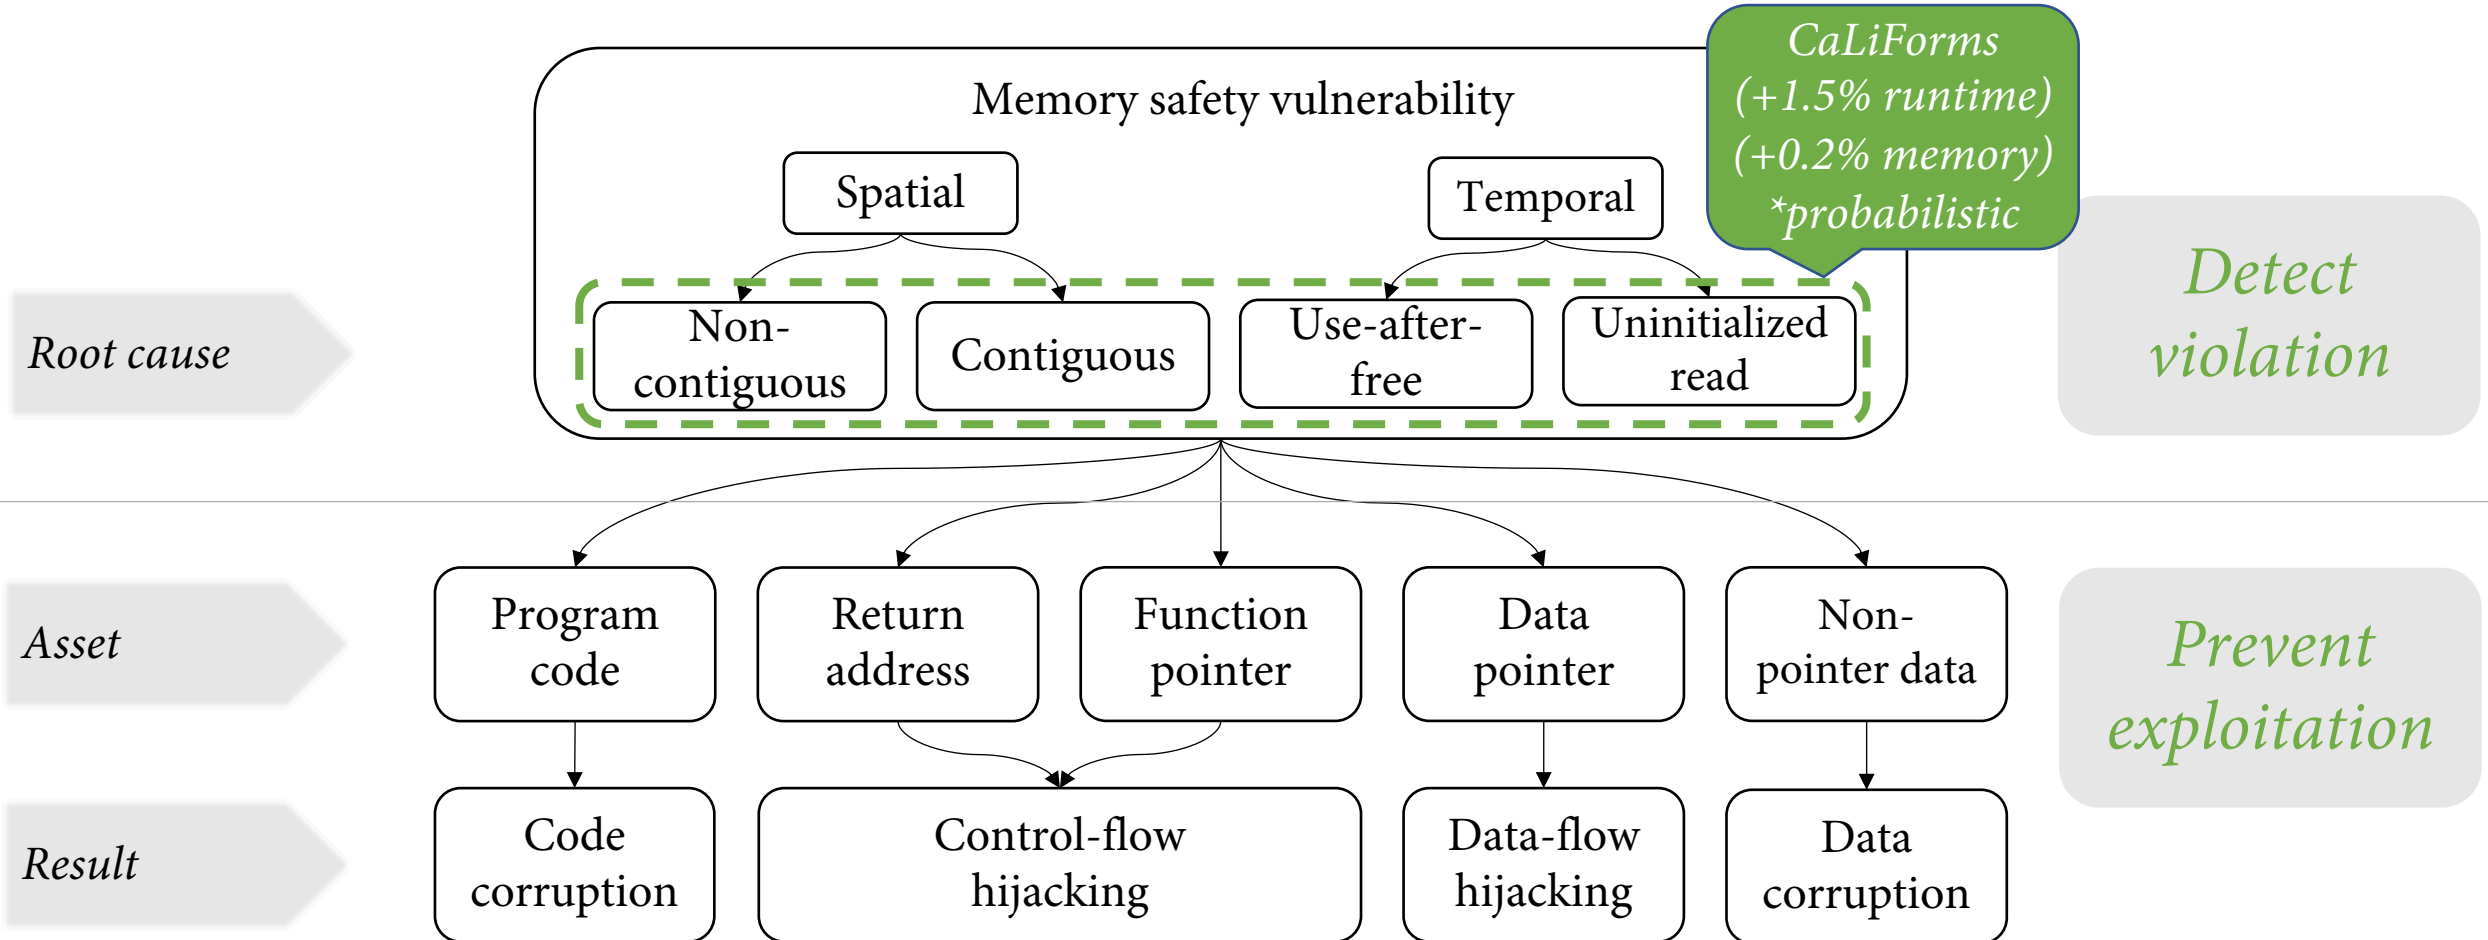 CaLiForms
(+1.5% runtime)
(+0.2% memory)
*probabilistic
Memory safety vulnerability
Spatial
Temporal
Detect
violation
Root cause
Non-
contiguous
Contiguous
Use-after-
free
Uninitialized
read
Asset
Program
code
Return
address
Function
pointer
Data
pointer
Non-
pointer data
Prevent
exploitation
Result
Code
corruption
Control-flow
hijacking
Data-flow
hijacking
Data
corruption